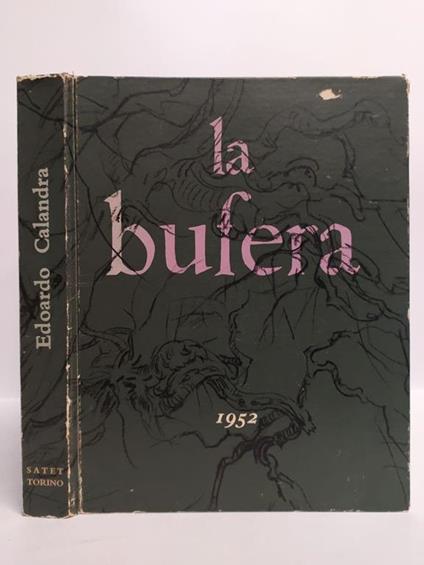 la
bufera
1952
Edoardo Calandra
SATET
TORINO